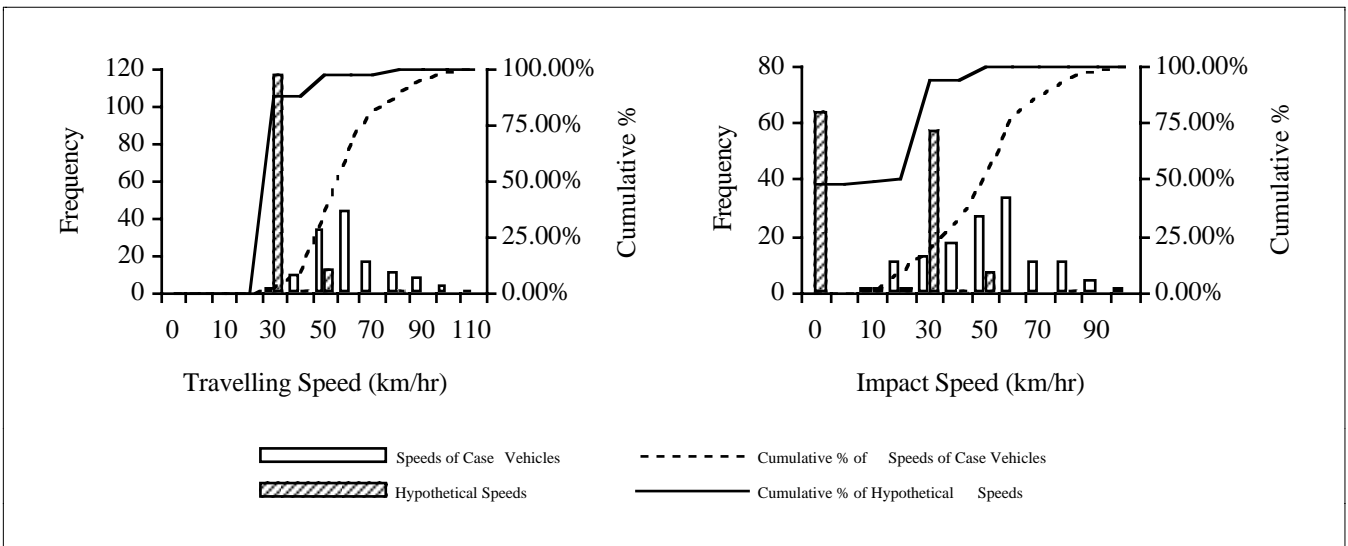 120
100
80
60
40
20
0
Frequency
100.00%
75.00%
50.00%
25.00%
0.00%
Cumulative %
0 10 30 50 70 90 110
Travelling Speed (km/hr)
80
60
40
20
0
Frequency
100.00%
75.00%
50.00%
25.00%
0.00%
Cumulative %
0 10 30 50 70 90
Impact Speed (km/hr)
Speeds of Case Vehicles
Cumulative % of Speeds of Case Vehicles
Hypothetical Speeds
Cumulative % of Hypothetical Speeds